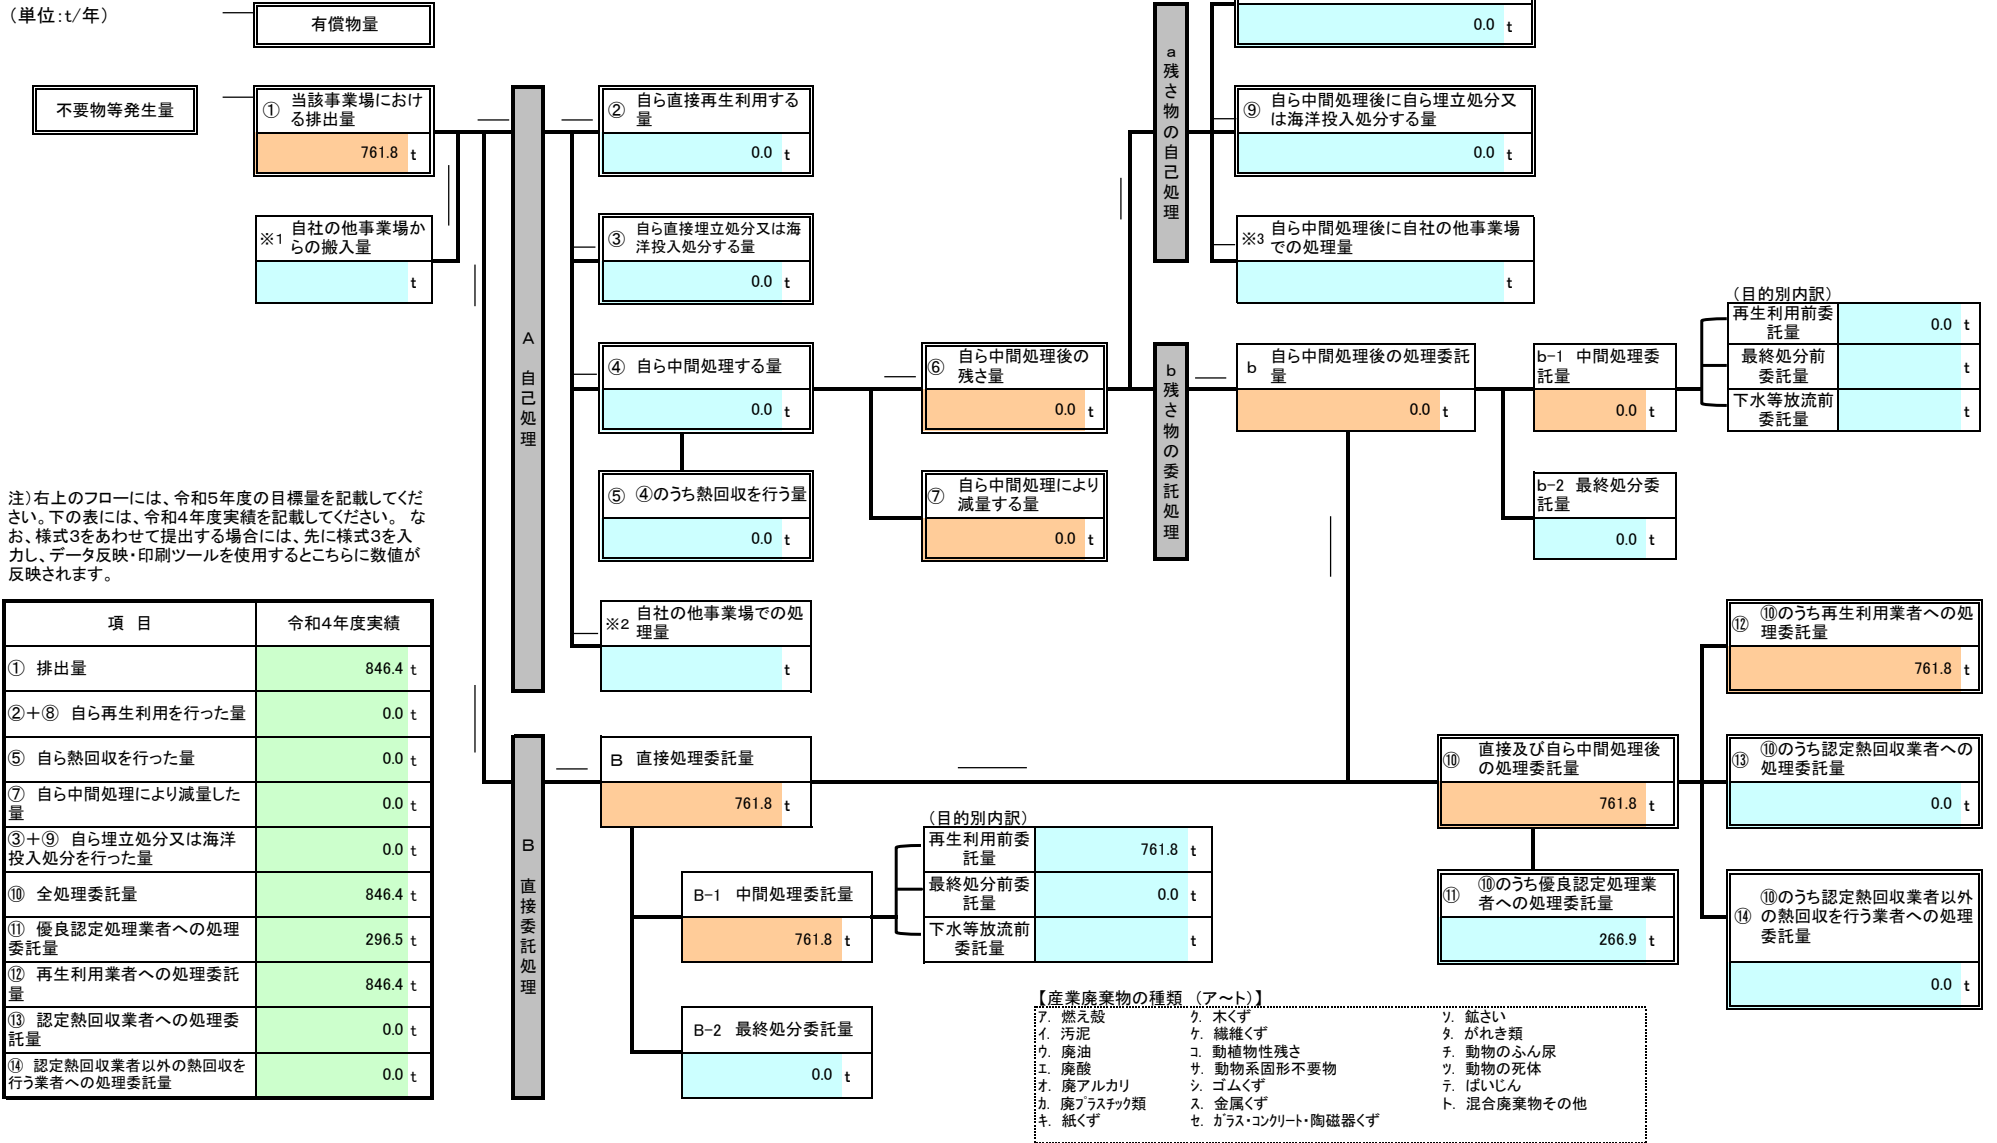 （単位：t/年）
有償物量
0.0 t
不要物等発生量
① 当該事業場におけ
る排出量
761.8 t
※1 自社の他事業場か
らの搬入量
t
A 自己処理
② 自ら直接再生利用する
量
0.0 t
③ 自ら直接埋立処分又は海
洋投入処分する量
0.0 t
④ 自ら中間処理する量
0.0 t
⑤ ④のうち熱回収を行う量
0.0 t
※2 自社の他事業場での処
理量
t
⑥ 自ら中間処理後の
残さ量
0.0 t
⑦ 自ら中間処理により
減量する量
0.0 t
a 残さ物の自己処理
⑨ 自ら中間処理後に自ら埋立処分又
は海洋投入処分する量
0.0 t
※3 自ら中間処理後に自社の他事業場
での処理量
t
b 残さ物の委託処理
b 自ら中間処理後の処理委託
量
0.0 t
b-1 中間処理委
託量
0.0 t
（目的別内訳）
再生利用前委
託量
0.0 t
最終処分前
委託量
t
下水等放流前
委託量
t
b-2 最終処分委
託量
0.0 t
注）右上のフローには、令和5年度の目標量を記載してくだ
さい。下の表には、令和4年度実績を記載してください。 な
お、様式3をあわせて提出する場合には、先に様式3を入
力し、データ反映・印刷ツールを使用するとこちらに数値が
反映されます。
項 目 令和4年度実績
① 排出量 846.4 t
②＋⑧ 自ら再生利用を行った量 0.0 t
⑤ 自ら熱回収を行った量 0.0 t
⑦ 自ら中間処理により減量した
量 0.0 t
③＋⑨ 自ら埋立処分又は海洋
投入処分を行った量 0.0 t
⑩ 全処理委託量 846.4 t
⑪ 優良認定処理業者への処理
委託量 296.5 t
⑫ 再生利用業者への処理委託
量 846.4 t
⑬ 認定熱回収業者への処理委
託量 0.0 t
⑭ 認定熱回収業者以外の熱回収を
行う業者への処理委託量 0.0 t
B 直接委託処理
B 直接処理委託量
761.8 t
B-1 中間処理委託量
761.8 t
（目的別内訳）
再生利用前委
託量
761.8 t
最終処分前委
託量
0.0 t
下水等放流前
委託量
t
B-2 最終処分委託量
0.0 t
⑩ 直接及び自ら中間処理後
の処理委託量
761.8 t
⑪ ⑩のうち優良認定処理業
者への処理委託量
266.9 t
⑫ ⑩のうち再生利用業者への処
理委託量
761.8 t
⑬ ⑩のうち認定熱回収業者への
処理委託量
0.0 t
⑭ ⑩のうち認定熱回収業者以外
の熱回収を行う業者への処理
委託量
0.0 t
【産業廃棄物の種類 （ア～ト）】
ア. 燃え殻 ク. 木くず ソ. 鉱さい
イ. 汚泥 ケ. 繊維くず タ. がれき類
ウ. 廃油 コ. 動植物性残さ チ. 動物のふん尿
エ. 廃酸 サ. 動物系固形不要物 ツ. 動物の死体
オ. 廃アルカリ シ. ゴムくず テ. ばいじん
カ. 廃プラスチック類 ス. 金属くず ト. 混合廃棄物その他
キ. 紙くず セ. ガラス・コンクリート・陶磁器くず